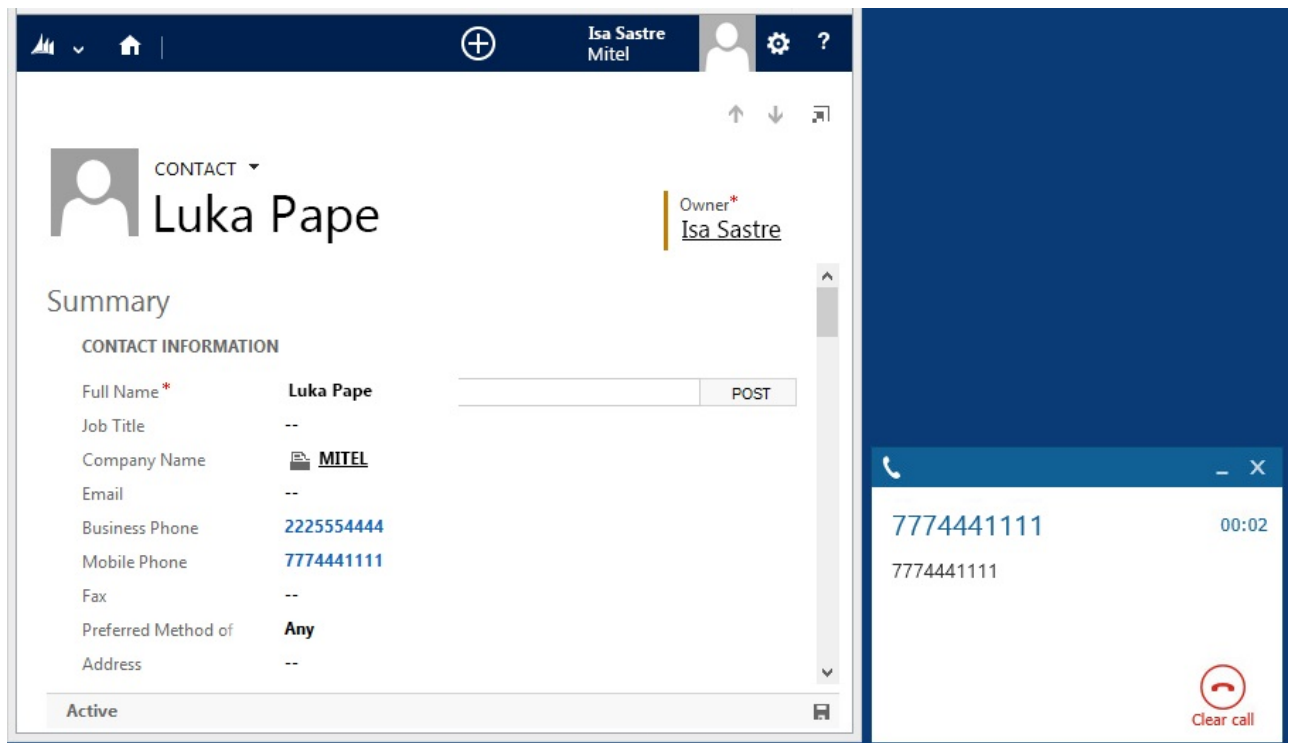 Isa Sastre
Mitel
?
CONTACT
Luka Pape
Owner*
Isa Sastre
Summary
CONTACT INFORMATION
Full Name* Luka Pape
POST
Job Title --
Company Name MITEL
Email --
Business Phone 2225554444
Mobile Phone 7774441111
Fax --
Preferred Method of Any
Address --
Active
7774441111 00:02
7774441111
Clear call